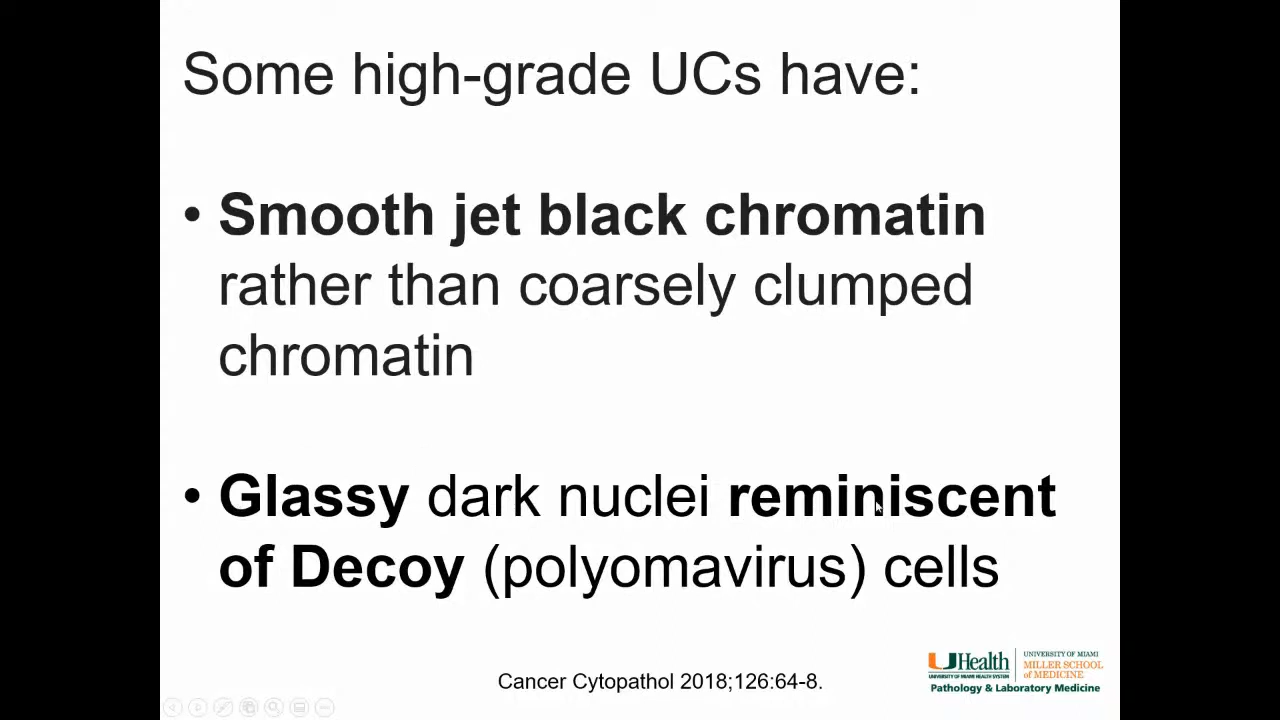 Some high-grade UCs have:
• Smooth jet black chromatin
rather than coarsely clumped
chromatin
• Glassy dark nuclei reminiscent
of Decoy (polyomavirus) cells
Cancer Cytopathol 2018;126:64-8.
UHealth
UNIVERSITY OF MIAMI HEALTH SYSTEM
UNIVERSITY OF MIAMI
MILLER SCHOOL
of MEDICINE
Pathology & Laboratory Medicine